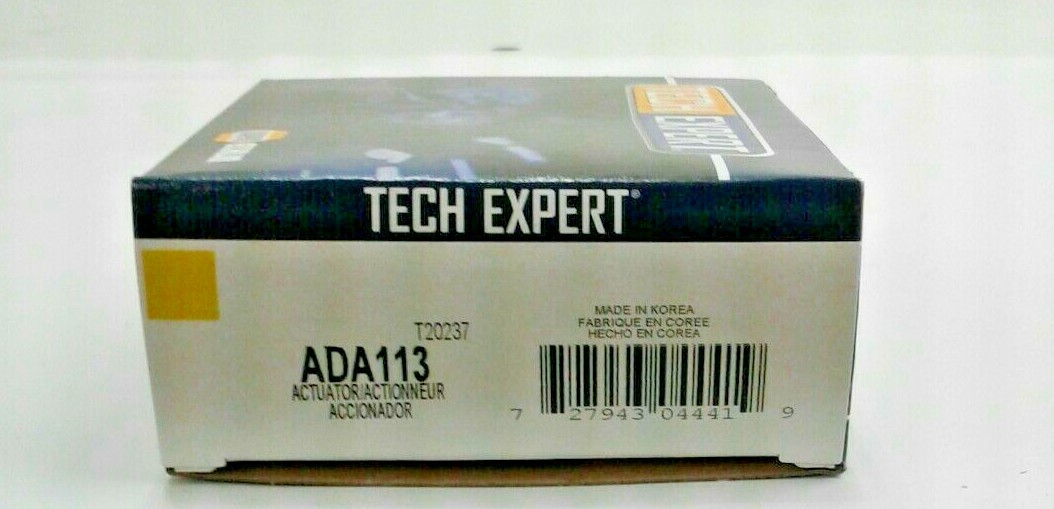 TECH EXPERT
TECH EXPERT®
T20237
ADA113
ACTUATOR/ACTIONNEUR
ACCIONADOR
MADE IN KOREA
FABRIQUE EN COREE
HECHO EN COREA
7 27943 04441 9